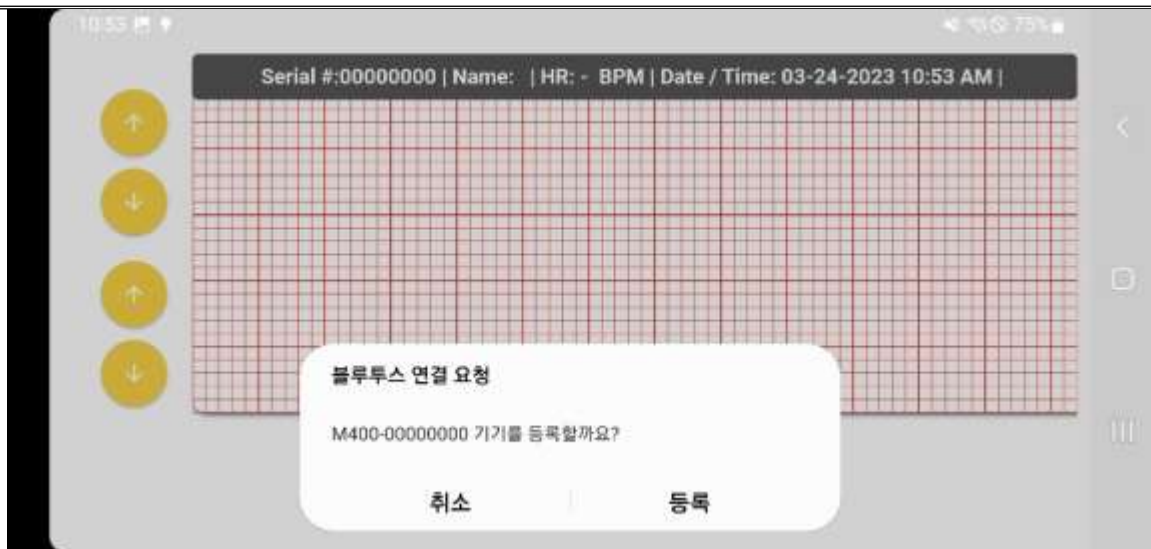 10:53
75%
Serial #:00000000 | Name: | HR: - BPM | Date / Time: 03-24-2023 10:53 AM |
블루투스 연결 요청
M400-00000000 기기를 등록할까요?
취소 등록